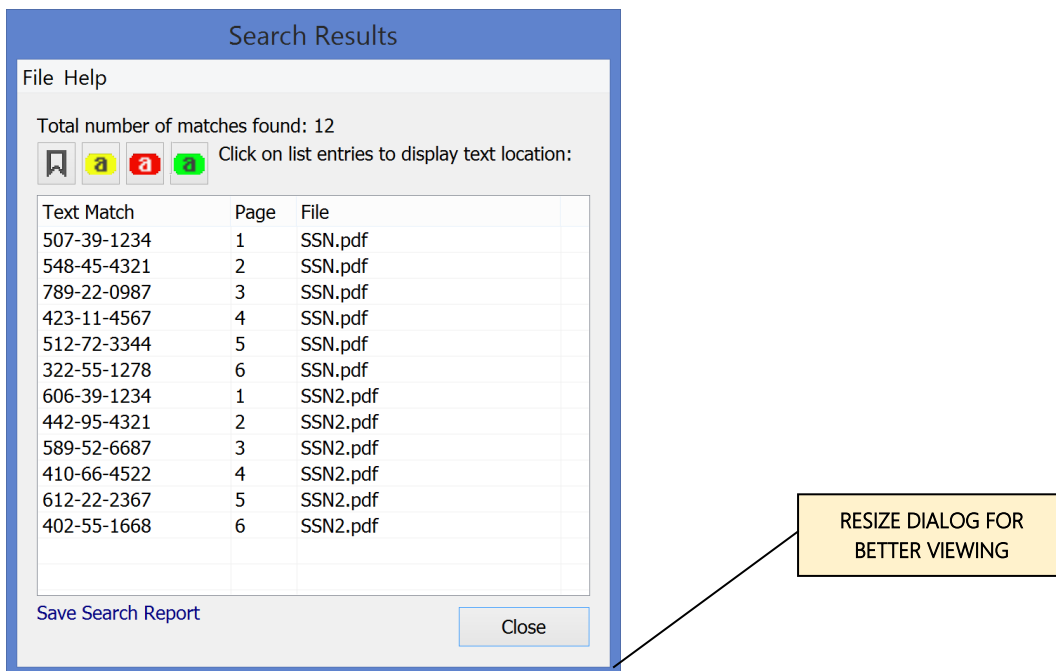 Search Results
File Help
Total number of matches found: 12
a a a Click on list entries to display text location:
Text Match Page File
507-39-1234 1 SSN.pdf
548-45-4321 2 SSN.pdf
789-22-0987 3 SSN.pdf
423-11-4567 4 SSN.pdf
512-72-3344 5 SSN.pdf
322-55-1278 6 SSN.pdf
606-39-1234 1 SSN2.pdf
442-95-4321 2 SSN2.pdf
589-52-6687 3 SSN2.pdf
410-66-4522 4 SSN2.pdf
612-22-2367 5 SSN2.pdf
402-55-1668 6 SSN2.pdf
Save Search Report
Close
RESIZE DIALOG FOR
BETTER VIEWING